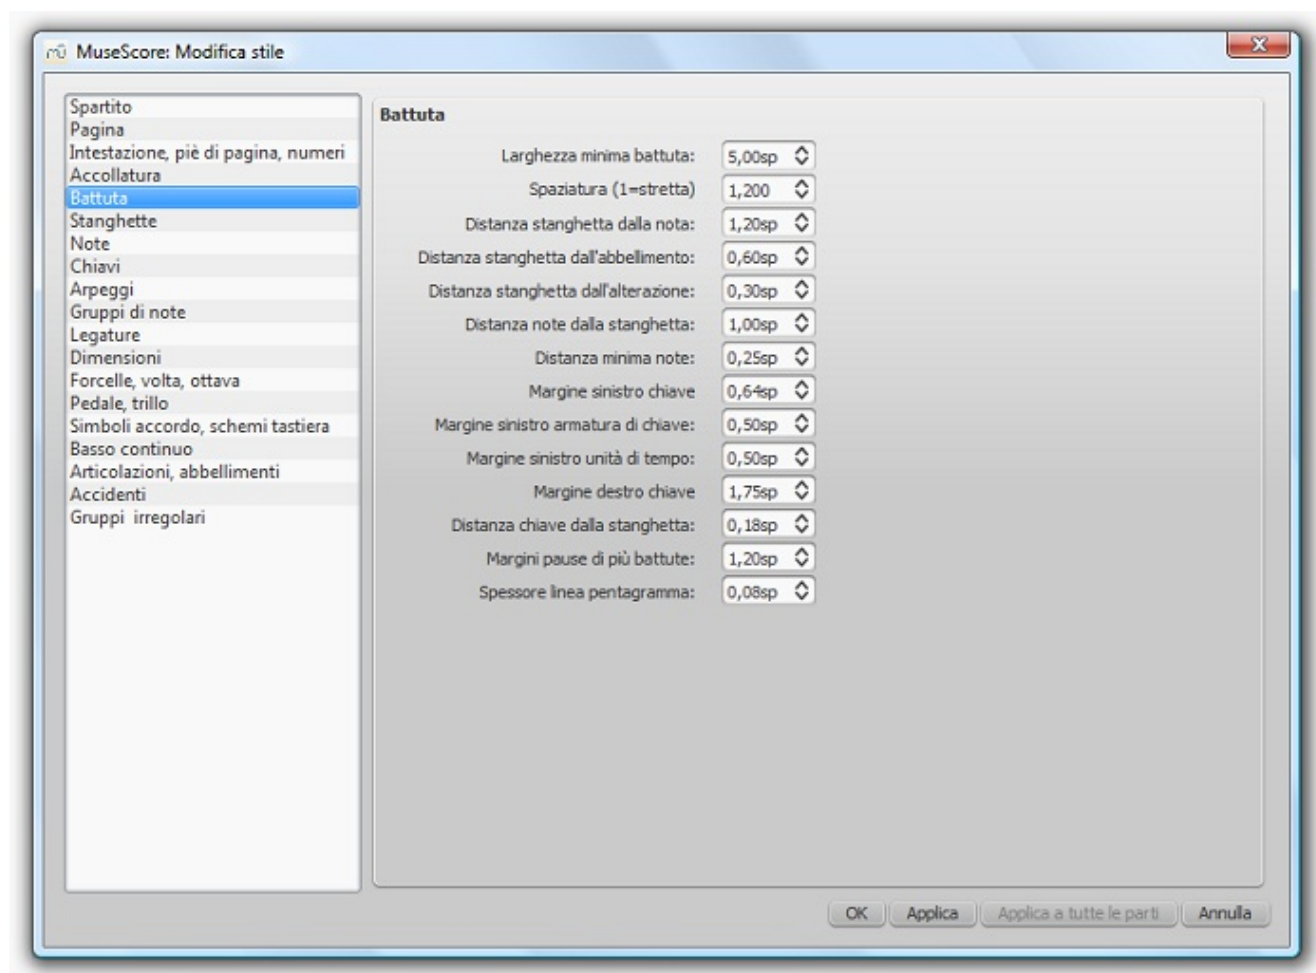 MuseScore: Modifica stile
Spartito
Pagina
Intestazione, piè di pagina, numeri
Accollatura
Battuta
Stanghette
Note
Chiavi
Arpeggi
Gruppi di note
Legature
Dimensioni
Forcelle, volta, ottava
Pedale, trillo
Simboli accordo, schemi tastiera
Basso continuo
Articolazioni, abbellimenti
Accidenti
Gruppi irregolari
Battuta
Larghezza minima battuta: 5,00sp
Spaziatura (1=stretta) 1,200
Distanza stanghetta dalla nota: 1,20sp
Distanza stanghetta dall'abbellimento: 0,60sp
Distanza stanghetta dall'alterazione: 0,30sp
Distanza note dalla stanghetta: 1,00sp
Distanza minima note: 0,25sp
Margine sinistro chiave 0,64sp
Margine sinistro armatura di chiave: 0,50sp
Margine sinistro unità di tempo: 0,50sp
Margine destro chiave 1,75sp
Distanza chiave dalla stanghetta: 0,18sp
Margini pause di più battute: 1,20sp
Spessore linea pentagramma: 0,08sp
OK Applica Applica a tutte le parti Annulla